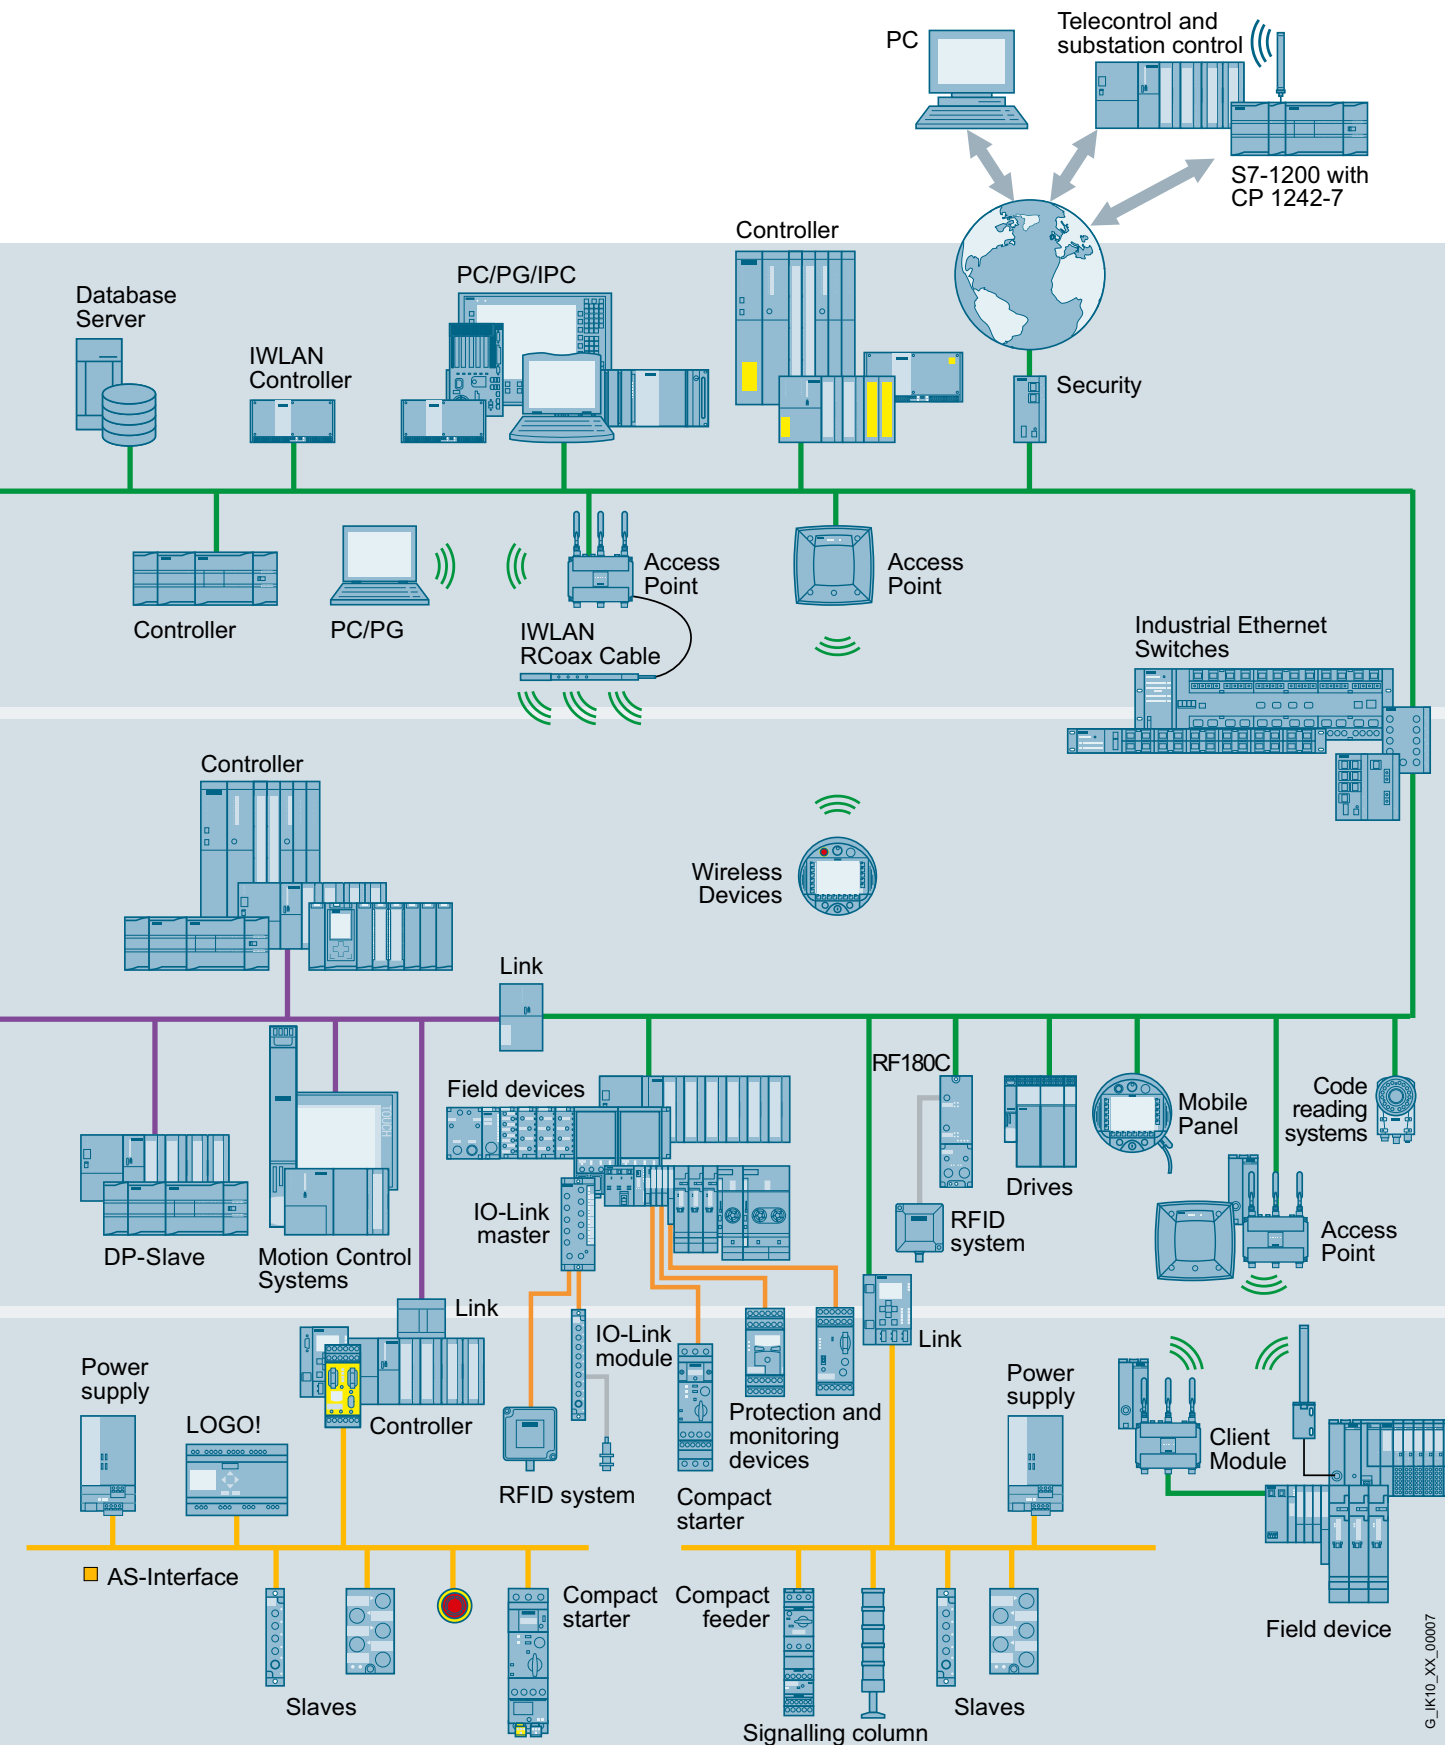 PC
Telecontrol and
substation control
S7-1200 with
CP 1242-7
Controller
PC/PG/IPC
Database
Server
IWLAN
Controller
Security
Controller
PC/PG
Access
Point
IWLAN
RCoax Cable
Access
Point
Industrial Ethernet
Switches
Controller
Wireless
Devices
Link
Field devices
RF180C
TOUCH
Mobile
Panel
Code
reading
systems
Drives
IO-Link
master
RFID
system
Access
Point
DP-Slave
Motion Control
Systems
Link
IO-Link
module
Link
Power
supply
LOGO!
Controller
RFID system
Protection and
monitoring
devices
Compact
starter
Power
supply
Client
Module
AS-Interface
Slaves
Compact
starter
Compact
feeder
Signalling column
Slaves
Field device
G_IK10_XX_00007